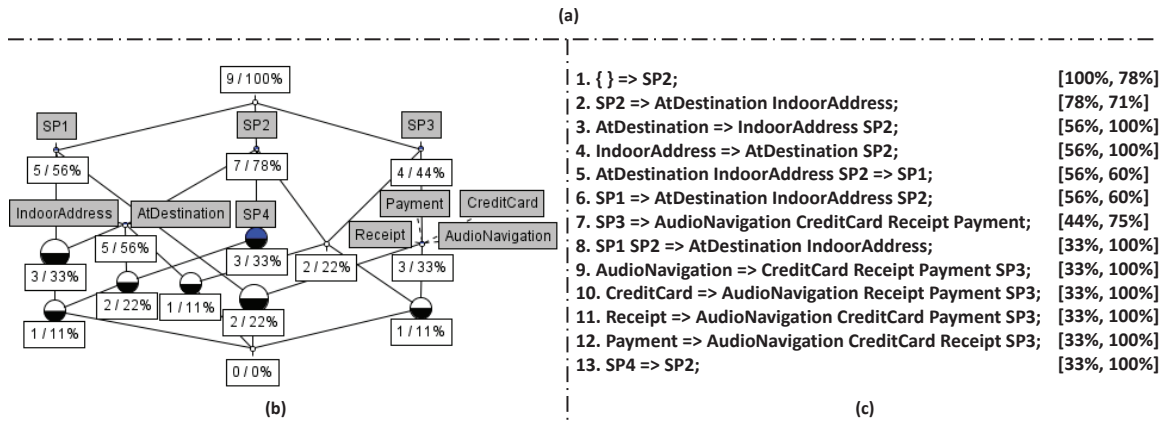 (a)
9 / 100%
SP1
SP2
SP3
5 / 56%
7 / 78%
4 / 44%
Payment
CreditCard
IndoorAddress
AtDestination
SP4
Receipt
AudioNavigation
5 / 56%
3 / 33%
2 / 22%
3 / 33%
3 / 33%
2 / 22%
1 / 11%
2 / 22%
1 / 11%
1 / 11%
0 / 0%
(b)
1. { } => SP2; [100%, 78%]
2. SP2 => AtDestination IndoorAddress; [78%, 71%]
3. AtDestination => IndoorAddress SP2; [56%, 100%]
4. IndoorAddress => AtDestination SP2; [56%, 100%]
5. AtDestination IndoorAddress SP2 => SP1; [56%, 60%]
6. SP1 => AtDestination IndoorAddress SP2; [56%, 60%]
7. SP3 => AudioNavigation CreditCard Receipt Payment; [44%, 75%]
8. SP1 SP2 => AtDestination IndoorAddress; [33%, 100%]
9. AudioNavigation => CreditCard Receipt Payment SP3; [33%, 100%]
10. CreditCard => AudioNavigation Receipt Payment SP3; [33%, 100%]
11. Receipt => AudioNavigation CreditCard Payment SP3; [33%, 100%]
12. Payment => AudioNavigation CreditCard Receipt SP3; [33%, 100%]
13. SP4 => SP2; [33%, 100%]
(c)